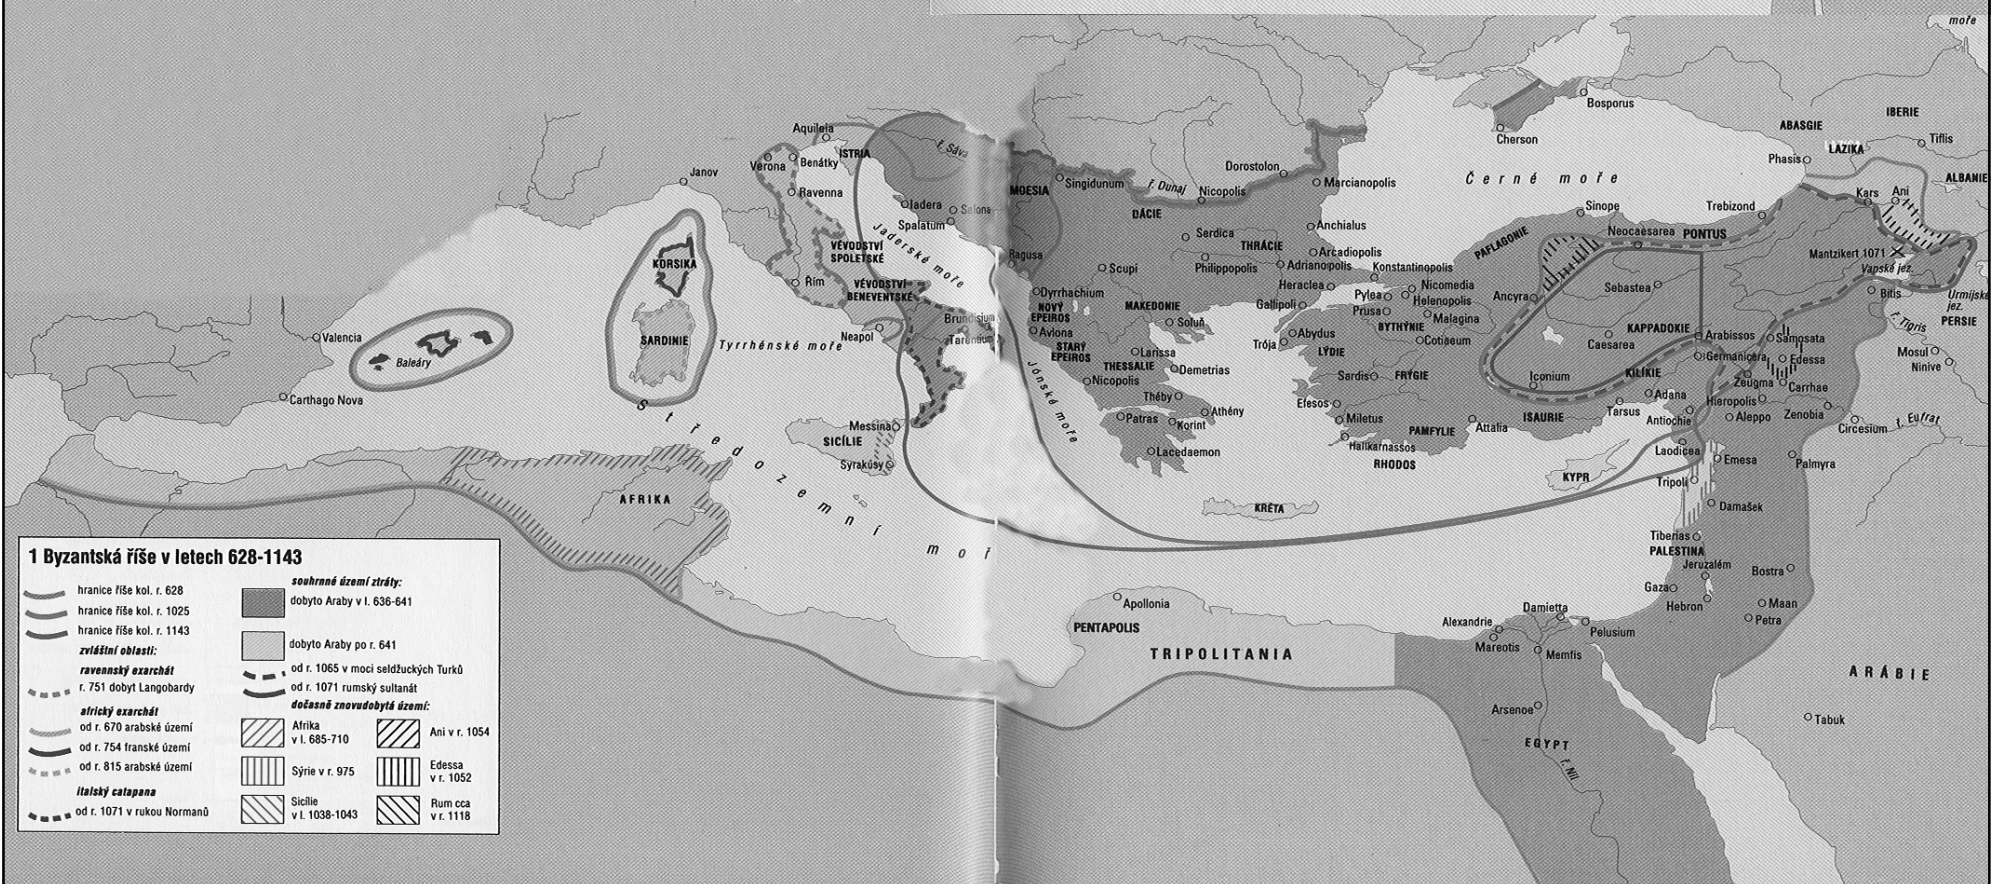 moře
Bosporus
IBERIE
Cherson
ABASGIE
Tiflis
Aquileia
LAZIKA
Phasis
ISTRIA
ř. Sáva
Verona
Benátky
Janov
Dorostolon
ALBANIE
Ravenna
MOESIA
Singidunum
ř. Dunaj
Nicopolis
Marcianopolis
Černé moře
Kars
Ani
Iadera
Salona
Spalatum
DÁCIE
Sinope
Trebizond
Jaderské moře
Serdica
Anchialus
Neocaesarea
PONTUS
VÉVODSTVÍ
SPOLETSKÉ
THRÁCIE
Arcadiopolis
PAFLAGONIE
Mantzikert 1071
KORSIKA
Ragusa
Scupi
Philippopolis
Adrianopolis
Konstantinopolis
Vapské jez.
Řím
VÉVODSTVÍ
BENEVENTSKÉ
Heraclea
Nicomedia
Sebastea
Bitis
Urmijské
jez.
Dyrrhachium
NOVÝ
EPEIROS
MAKEDONIE
Gallipoli
Pylea
Helenopolis
Ancyra
Prusa
Malagina
ř. Tigris
PERSIE
Brundisium
Tarentum
Soluň
BYTHÝNIE
KAPPADOKIE
Valencia
Neapol
Avlona
Abydus
Cotiaeum
Caesarea
Arabissos
Samosata
SARDINIE
Tyrrhénské moře
STARÝ
EPEIROS
Trója
LÝDIE
Germanicera
Mosul
Ninive
Baleáry
Larissa
THESSALIE
Demetrias
Edessa
Jónské moře
Nicopolis
Sardis
FRÝGIE
Iconium
KILÍKIE
Zeugma
Carrhae
Carthago Nova
Théby
Efesos
Adana
Hieropolis
Středozemní moř
Messina
Patras
Korint
Athény
Miletus
PAMFYLIE
Attalia
ISAURIE
Tarsus
Antiochie
Aleppo
Zenobia
SICÍLIE
Halikarnassos
Circesium
ř. Eufrat
Syrakúsy
Lacedaemon
RHODOS
Laodicea
Emesa
Palmyra
KYPR
Tripoli
AFRIKA
KRÉTA
Damašek
Tiberias
PALESTINA
Jeruzalém
Bostra
Gaza
Hebron
Maan
Petra
Apollonia
Damietta
Alexandrie
PENTAPOLIS
Mareotis
Pelusium
Memfis
TRIPOLITANIA
ARÁBIE
Arsenoe
Tabuk
EGYPT
ř. Nil
1 Byzantská říše v letech 628-1143
hranice říše kol. r. 628
hranice říše kol. r. 1025
hranice říše kol. r. 1143
zvláštní oblasti:
ravennský exarchát
r. 751 dobyt Langobardy
africký exarchát
od r. 670 arabské území
od r. 754 franské území
od r. 815 arabské území
italský catapana
od r. 1071 v rukou Normanů
souhrnné území ztráty:
dobyto Araby v l. 636-641
dobyto Araby po r. 641
od r. 1065 v moci seldžuckých Turků
od r. 1071 rumský sultanát
dočasně znovudobytá území:
Afrika
v l. 685-710
Ani v r. 1054
Sýrie v r. 975
Edessa
v r. 1052
Sicílie
v l. 1038-1043
Rum cca
v r. 1118